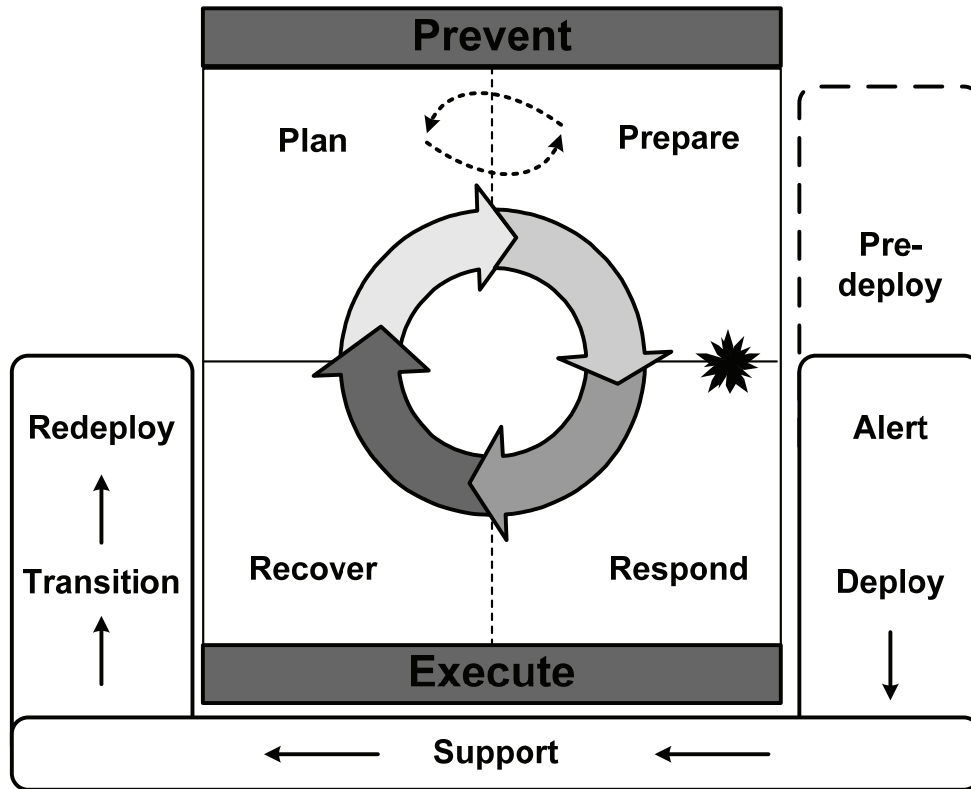 Prevent
Plan
Prepare
Pre-
deploy
Redeploy
Alert
Transition
Recover
Respond
Deploy
Execute
Support